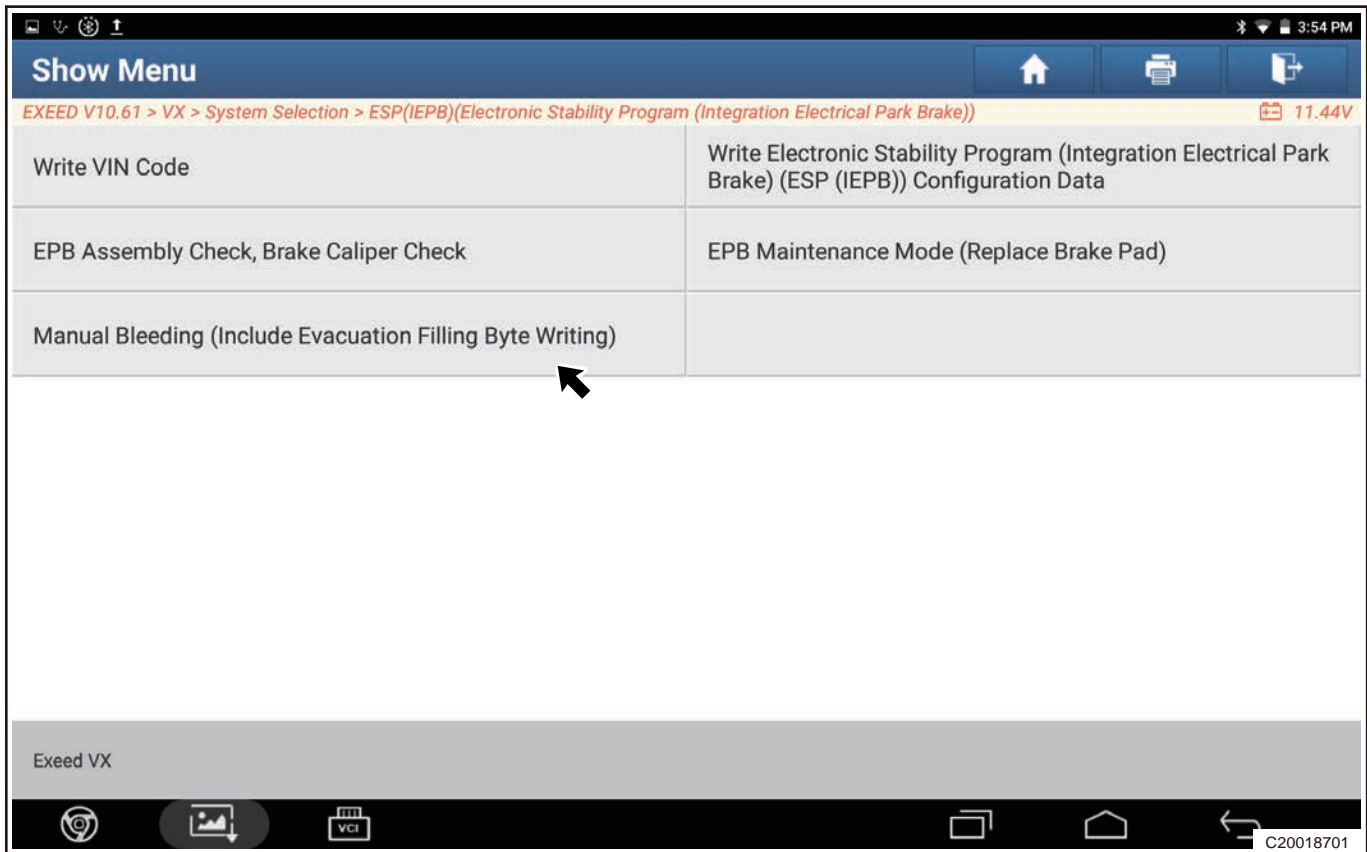 3:54 PM
Show Menu
EXEED V10.61 > VX > System Selection > ESP(IEPB)(Electronic Stability Program (Integration Electrical Park Brake))
11.44V
Write VIN Code
Write Electronic Stability Program (Integration Electrical Park
Brake) (ESP (IEPB)) Configuration Data
EPB Assembly Check, Brake Caliper Check
EPB Maintenance Mode (Replace Brake Pad)
Manual Bleeding (Include Evacuation Filling Byte Writing)
Exeed VX
VCI
C20018701